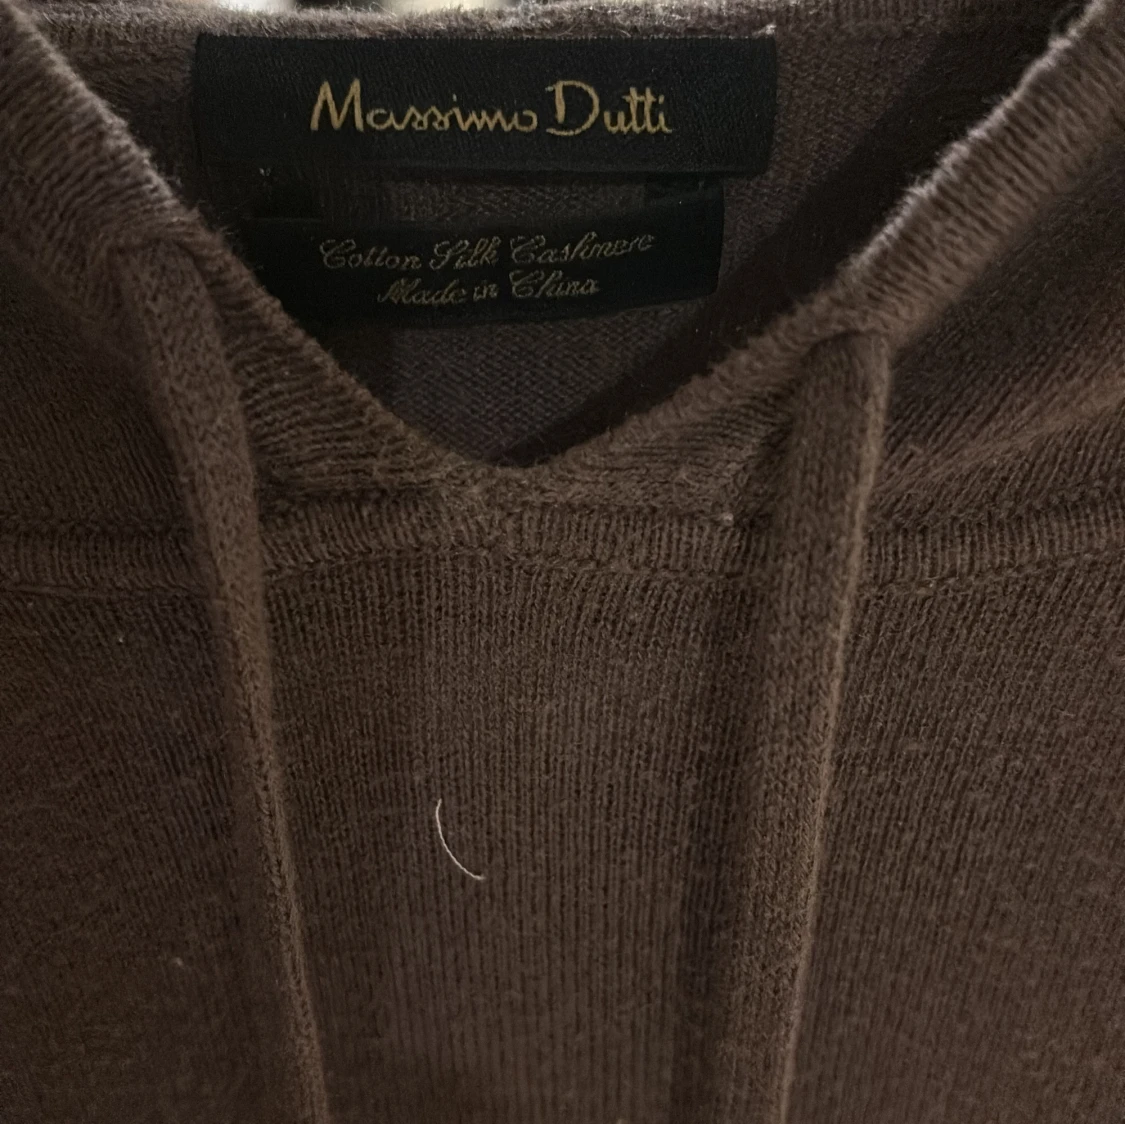 Massimo Dutti
Cotton Silk Cashmere
Made in China